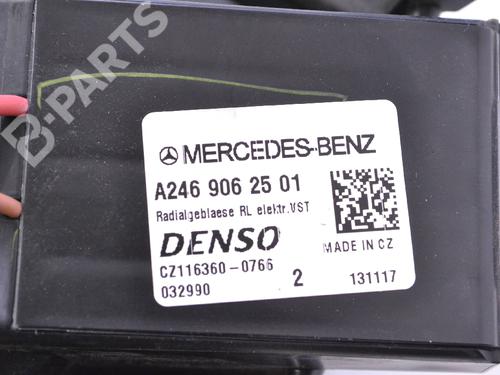 B-PARTS
MERCEDES-BENZ
A246 906 25 01
Radialgeblaese RL elektr.VST
DENSO
MADE IN CZ
CZ116360-0766
032990
2
131117